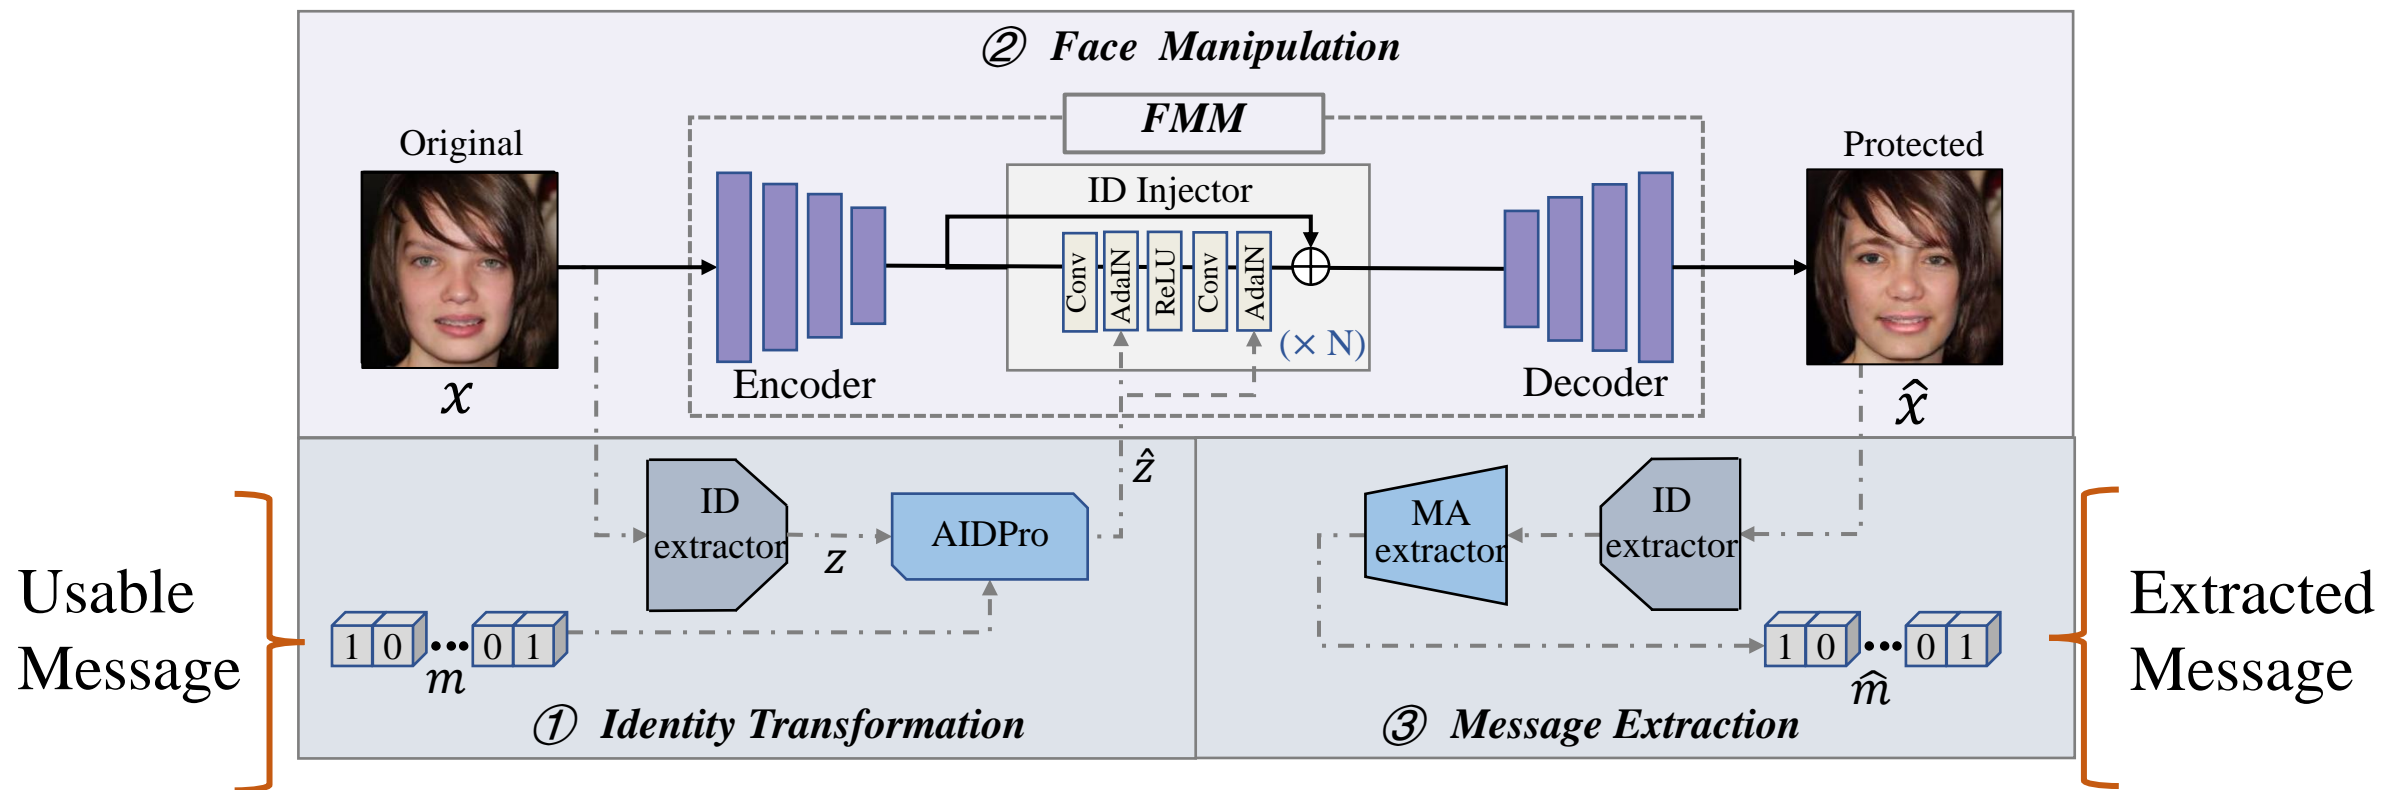 ② Face Manipulation
FMM
Original
Protected
ID Injector
Conv
AdaIN
ReLU
Conv
AdaIN
(× N)
Encoder
Decoder
x
x̂
ẑ
ID
extractor
z
AIDPro
MA
extractor
ID
extractor
Usable
Message
1 0 ••• 0 1
m
1 0 ••• 0 1
m̂
Extracted
Message
① Identity Transformation
③ Message Extraction